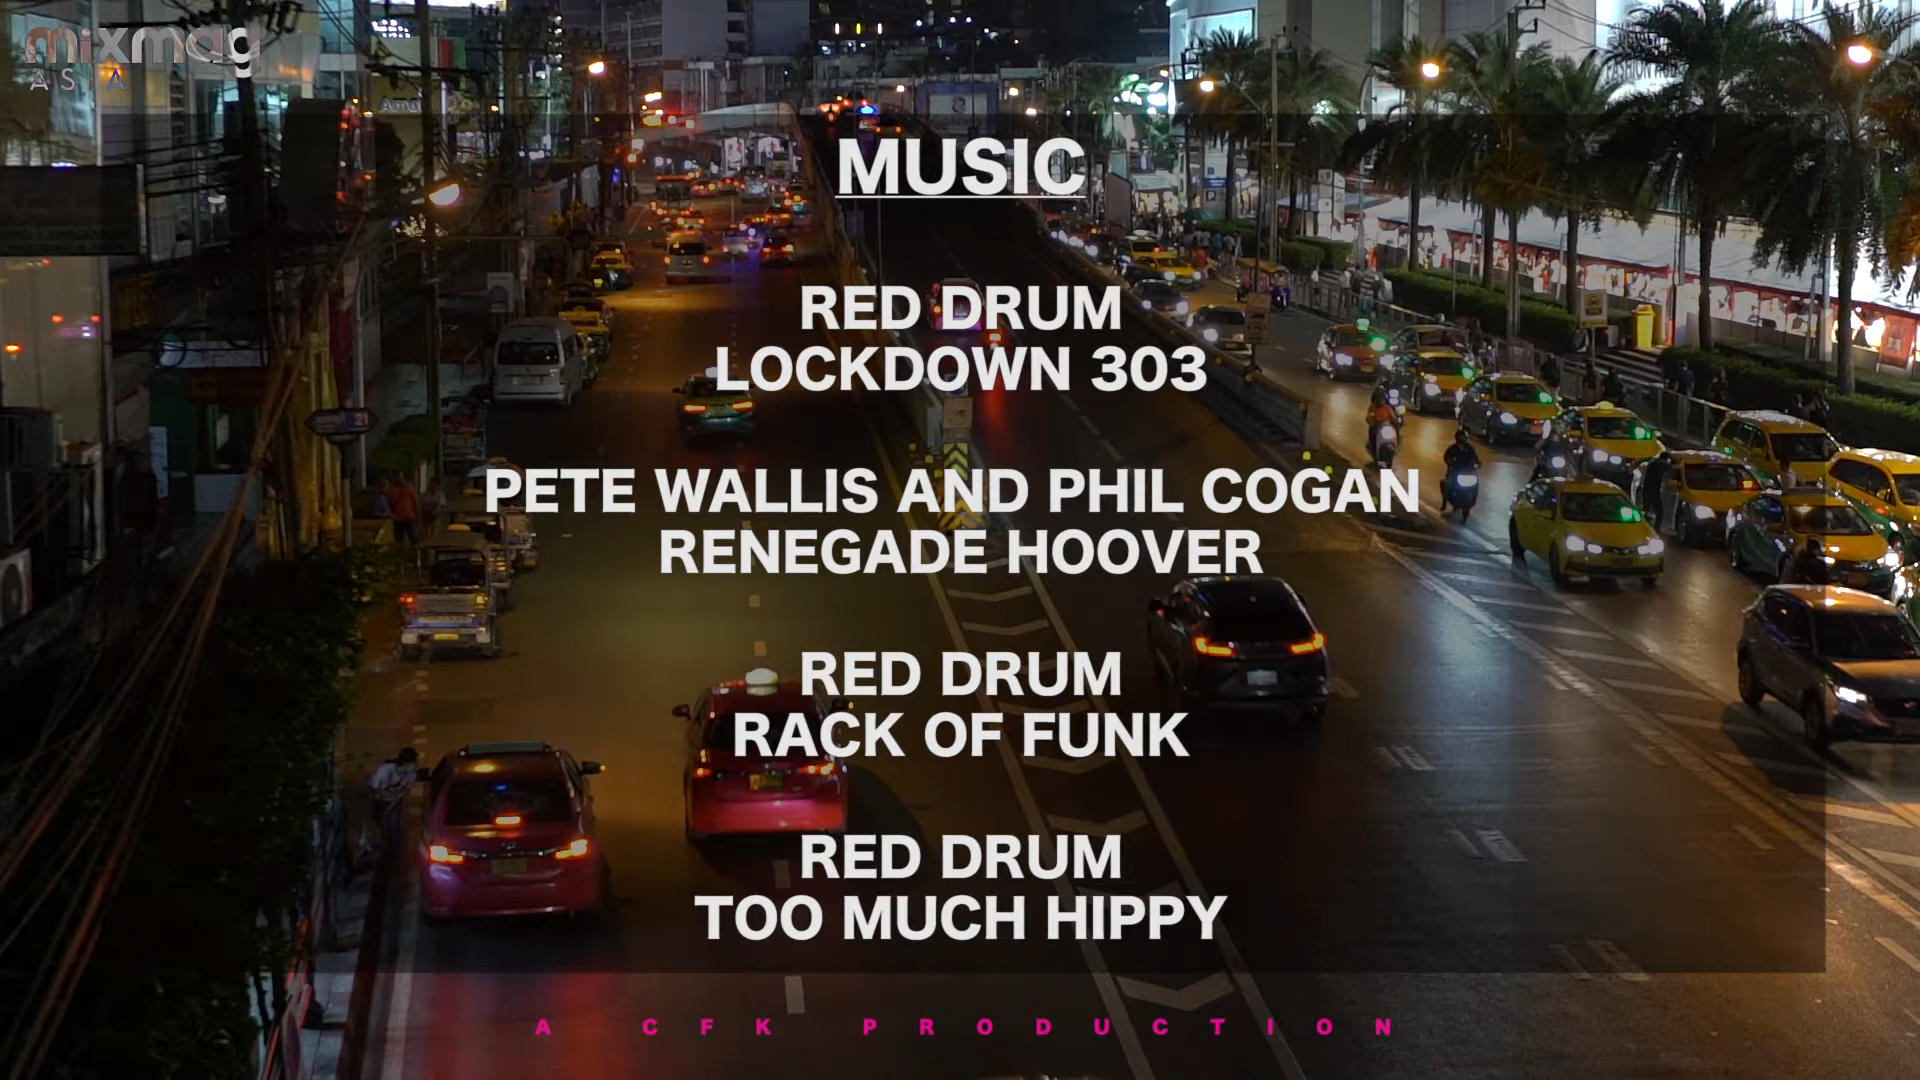 mixmag
ASIA
MUSIC
RED DRUM
LOCKDOWN 303
PETE WALLIS AND PHIL COGAN
RENEGADE HOOVER
RED DRUM
RACK OF FUNK
RED DRUM
TOO MUCH HIPPY
A CFK PRODUCTION